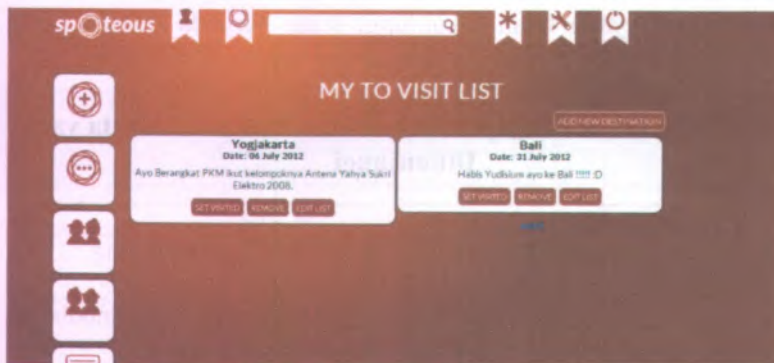 spoteous
MY TO VISIT LIST
ADD NEW DESTINATION
Yogjakarta
Date: 06 July 2012
Ayo Berangkat PKM ikut kelompoknya Antena Yahya Sukri
Elektro 2008.
SET VISITED REMOVE EDIT LIST
Bali
Date: 31 July 2012
Habis Yudisium ayo ke Bali !!!!! :D
SET VISITED REMOVE EDIT LIST